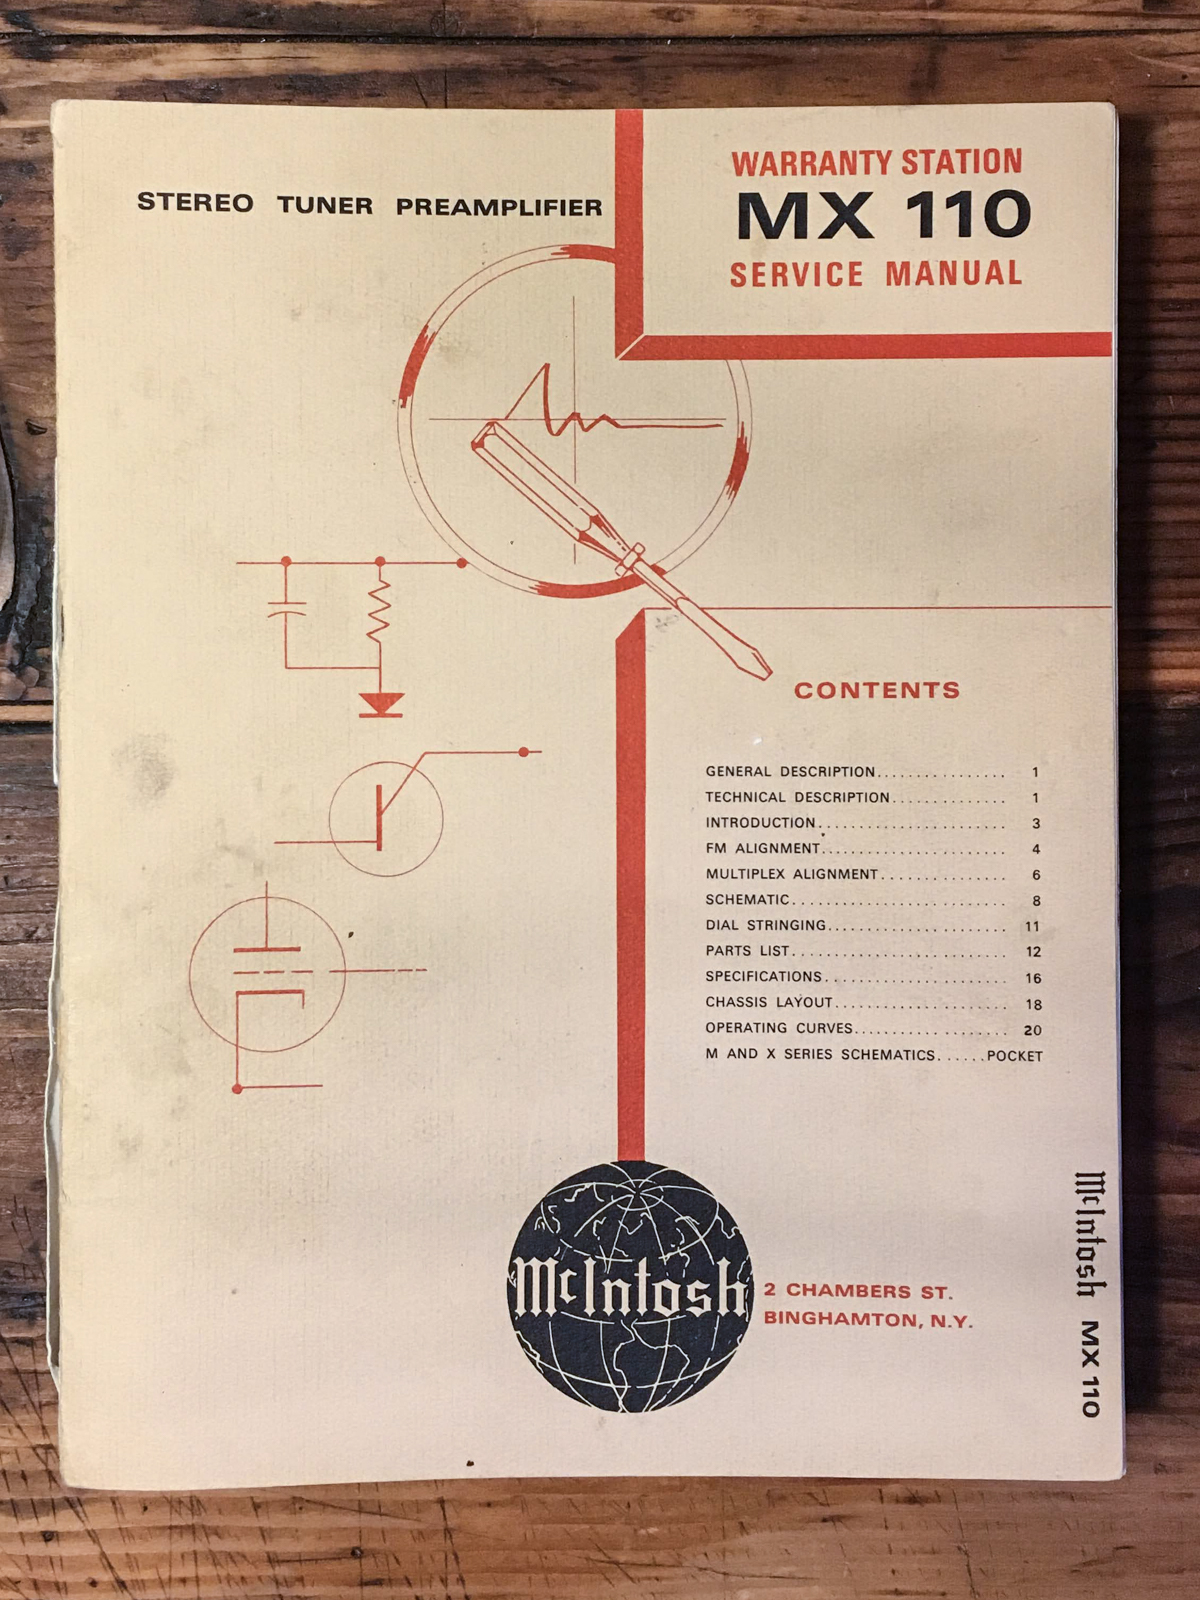 STEREO TUNER PREAMPLIFIER
WARRANTY STATION
MX 110
SERVICE MANUAL
CONTENTS
GENERAL DESCRIPTION................ 1
TECHNICAL DESCRIPTION.............. 1
INTRODUCTION....................... 3
FM ALIGNMENT....................... 4
MULTIPLEX ALIGNMENT................ 6
SCHEMATIC.......................... 8
DIAL STRINGING...................... 11
PARTS LIST.......................... 12
SPECIFICATIONS...................... 16
CHASSIS LAYOUT...................... 18
OPERATING CURVES.................... 20
M AND X SERIES SCHEMATICS......POCKET
McIntosh
2 CHAMBERS ST.
BINGHAMTON, N.Y.
McIntosh MX 110